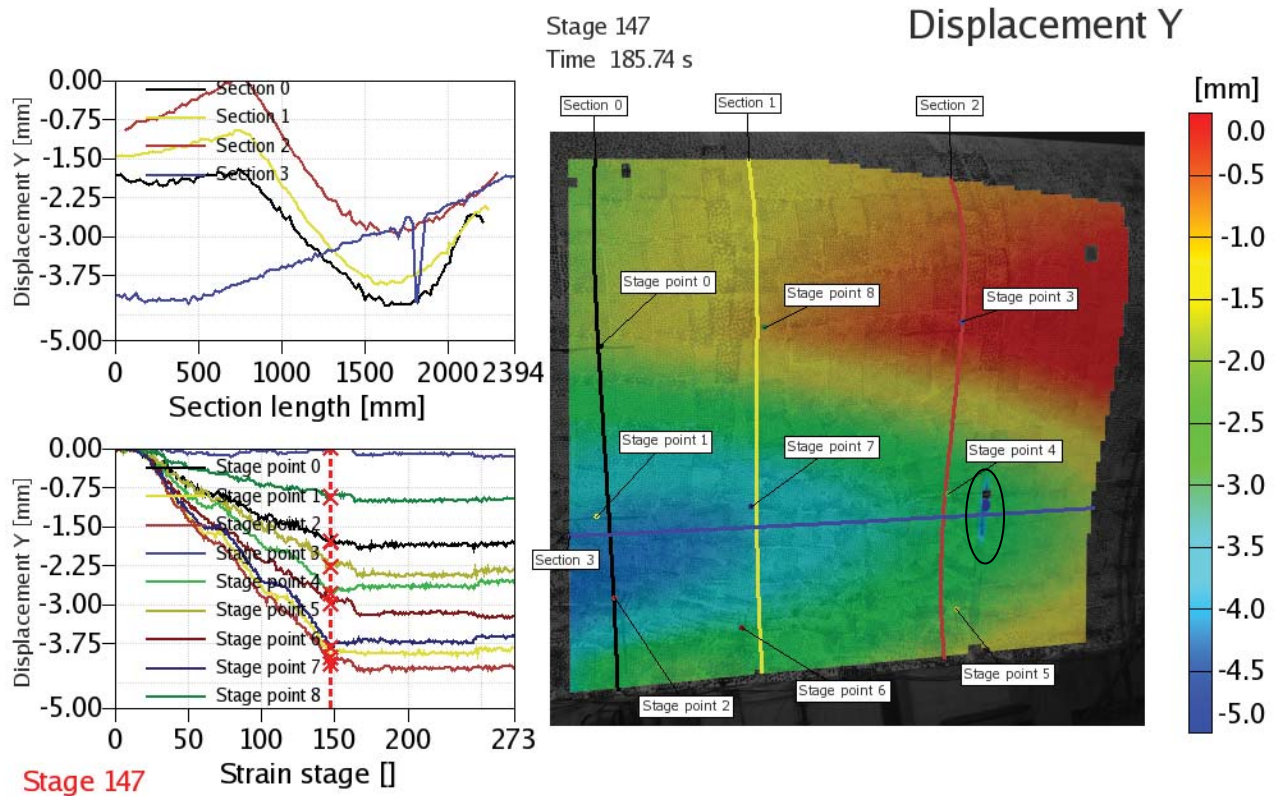 Stage 147
Time 185.74 s
Displacement Y
0.00
-0.75
-1.50
-2.25
-3.00
-3.75
-5.00
Displacement Y [mm]
Section 0
Section 1
Section 2
Section 3
0
500
1000
1500
2000
2394
Section length [mm]
0.00
-0.75
-1.50
-2.25
-3.00
-3.75
-5.00
Displacement Y [mm]
Stage point 0
Stage point 1
Stage point 2
Stage point 3
Stage point 4
Stage point 5
Stage point 6
Stage point 7
Stage point 8
0
50
100
150
200
273
Strain stage []
Stage 147
Section 0
Section 1
Section 2
Stage point 0
Stage point 8
Stage point 3
Stage point 1
Stage point 7
Stage point 4
Section 3
Stage point 5
Stage point 6
Stage point 2
[mm]
0.0
-0.5
-1.0
-1.5
-2.0
-2.5
-3.0
-3.5
-4.0
-4.5
-5.0